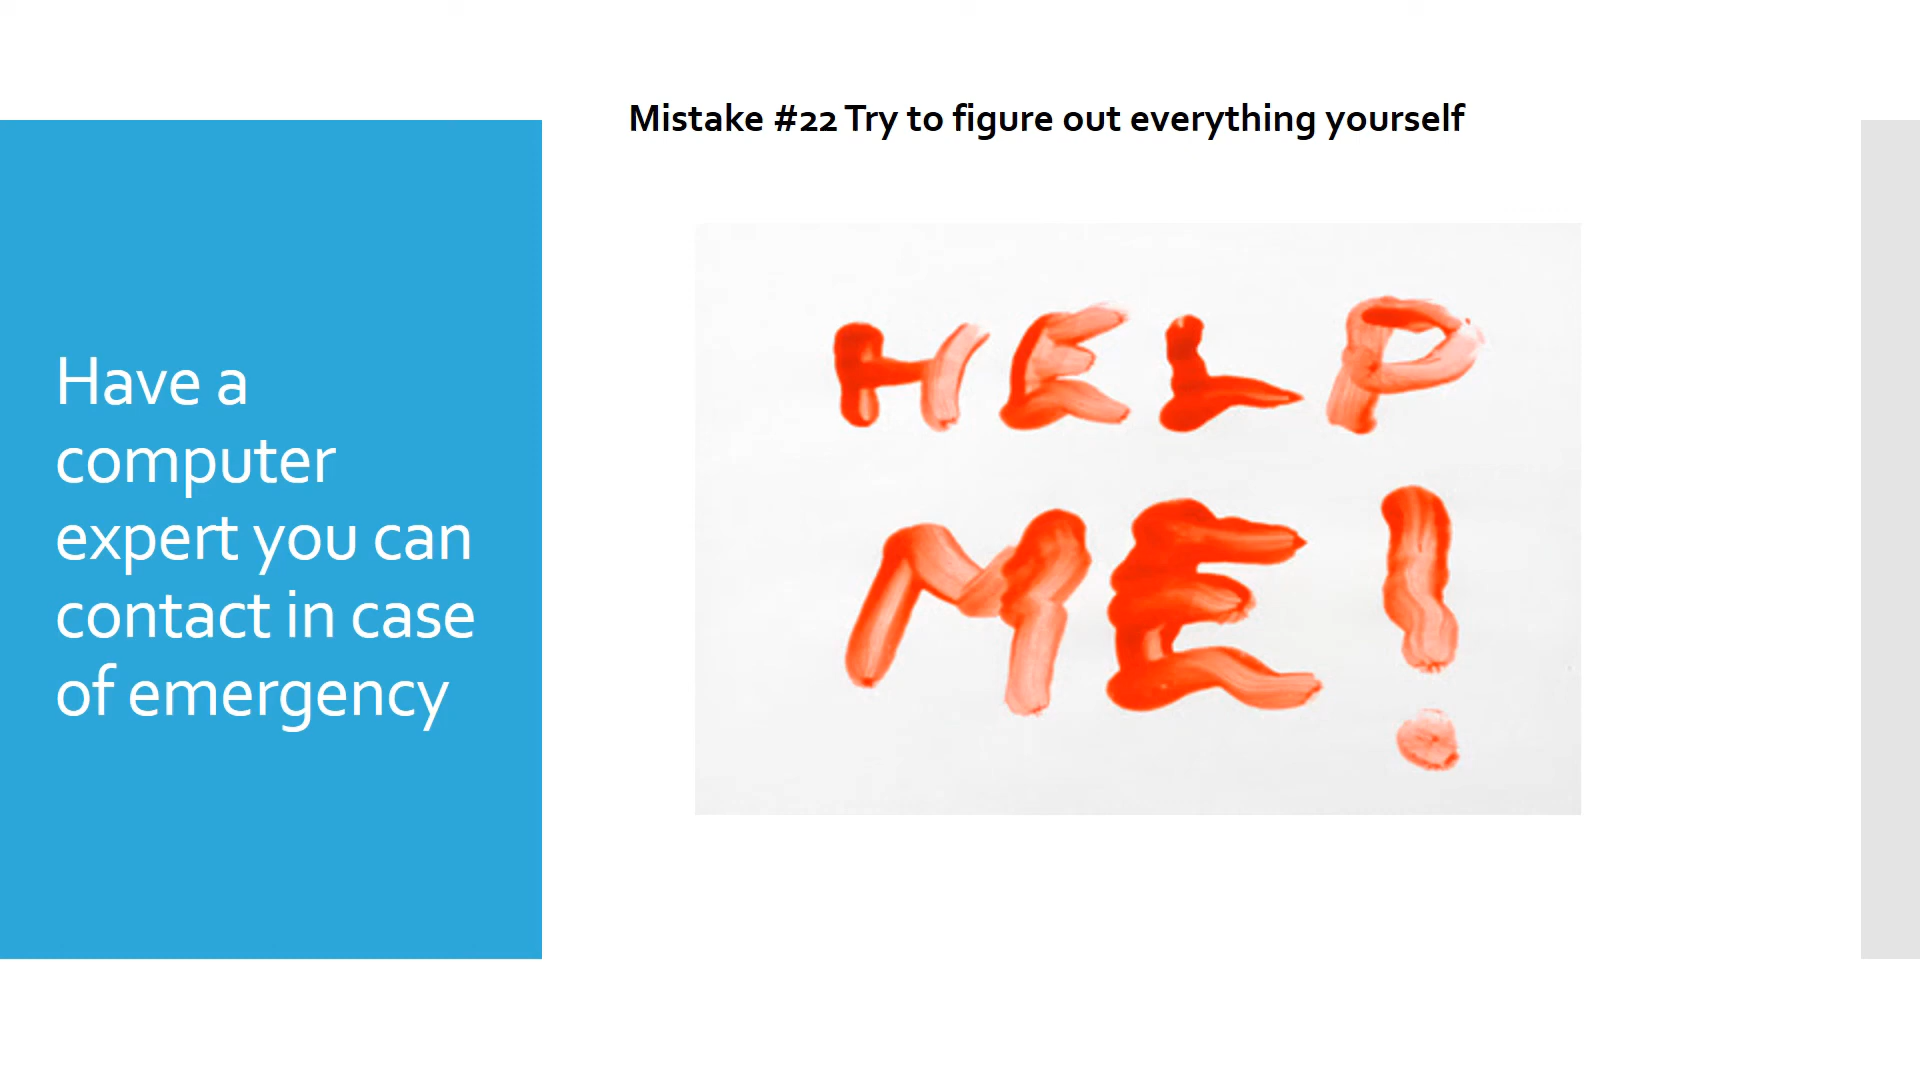 Mistake #22 Try to figure out everything yourself
Have a
computer
expert you can
contact in case
of emergency
HELP
ME!